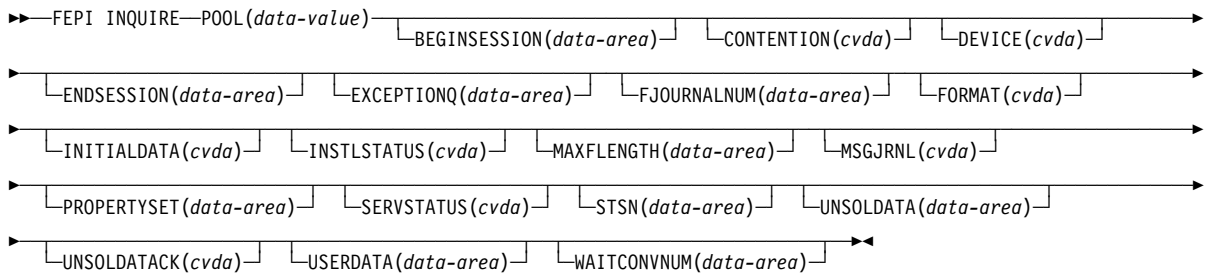 FEPI INQUIRE POOL(data-value) BEGINSESSION(data-area) CONTENTION(cvda) DEVICE(cvda)
ENDSESSION(data-area) EXCEPTIONQ(data-area) FJOURNALNUM(data-area) FORMAT(cvda)
INITIALDATA(cvda) INSTLSTATUS(cvda) MAXFLENGTH(data-area) MSGJRNL(cvda)
PROPERTYSET(data-area) SERVSTATUS(cvda) STSN(data-area) UNSOLDATA(data-area)
UNSOLDATACK(cvda) USERDATA(data-area) WAITCONVNUM(data-area)